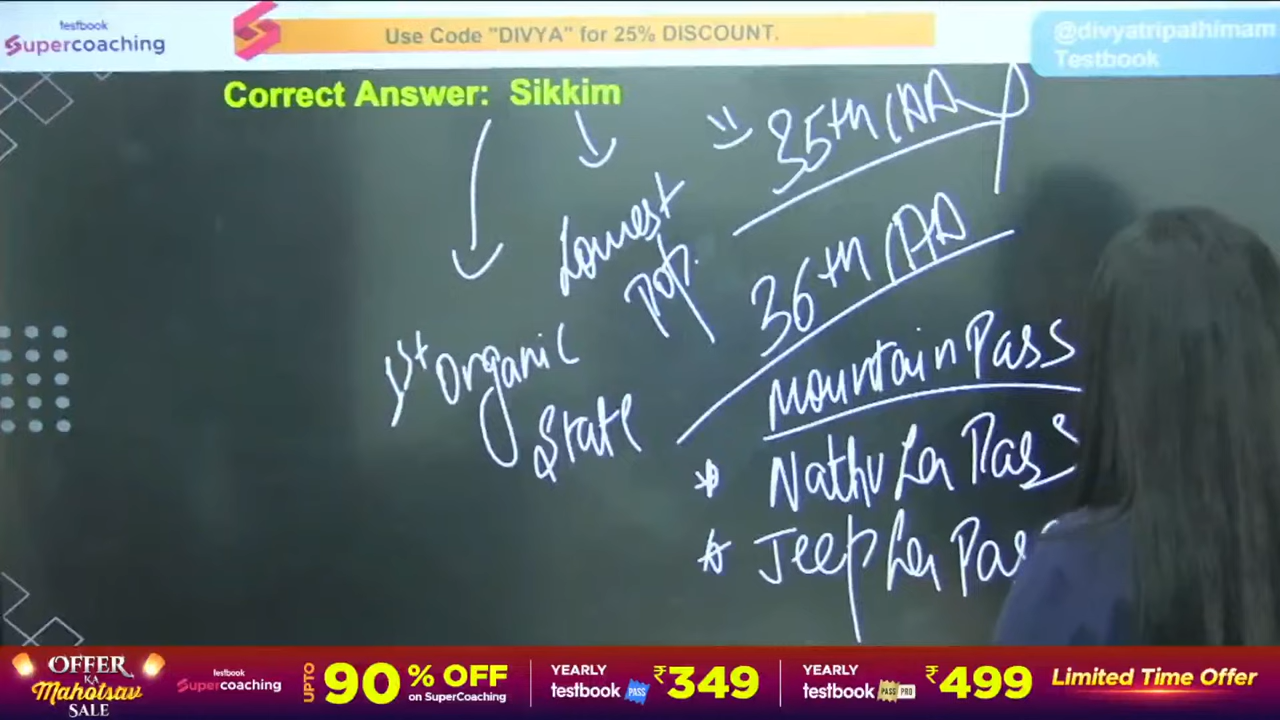 testbook
Supercoaching
Use Code "DIVYA" for 25% DISCOUNT.
@divyatripathimam
Testbook
Correct Answer: Sikkim
35th CAA
36th CAA
Lowest
Pop.
1st Organic
State
Mountain Pass
Nathu La Pass
Jeep La Pas
OFFER
KA
Mahotsav
SALE
testbook
Supercoaching
UPTO 90% OFF
on SuperCoaching
YEARLY
testbook PASS
₹349
YEARLY
testbook PASS PRO
₹499
Limited Time Offer